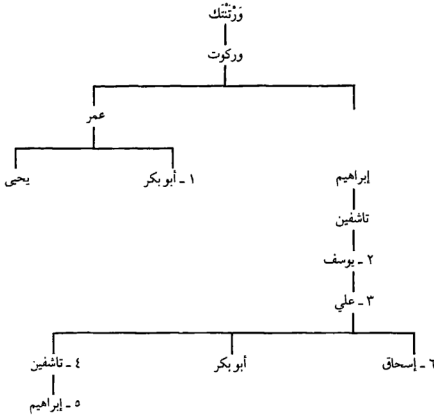 وَرْتَنْتَك
وركوت
عمر
إبراهيم
١ ـ أبو بكر
يحيى
تاشفين
٢ ـ يوسف
٣ ـ علي
٦ ـ إسحاق
أبو بكر
٤ ـ تاشفين
٥ ـ إبراهيم